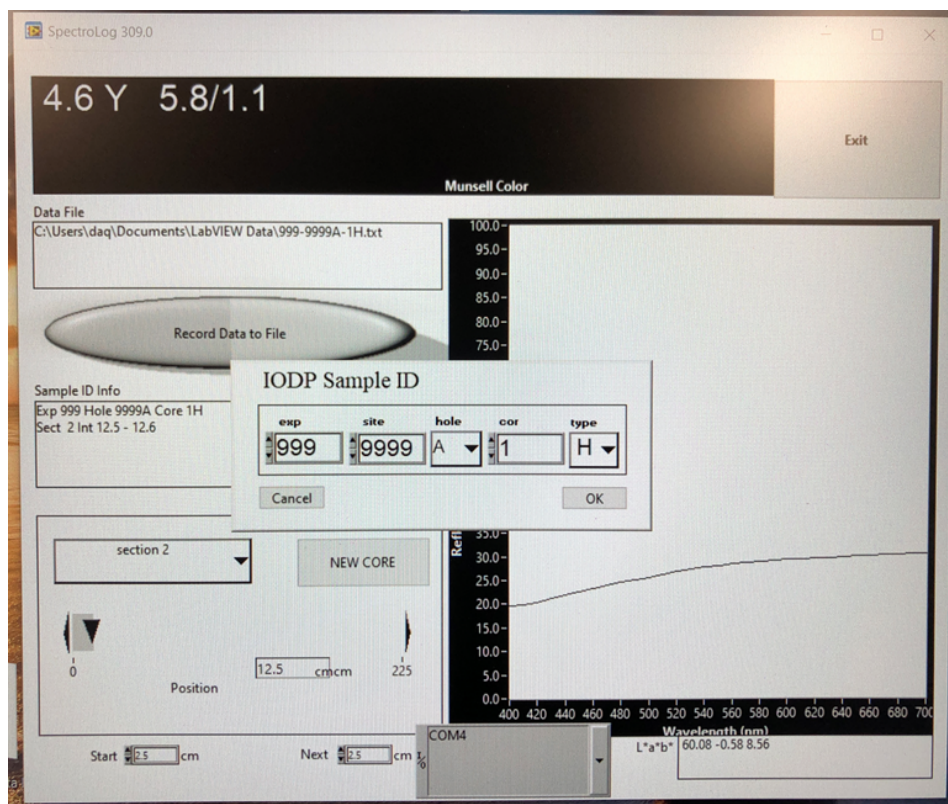 SpectroLog 309.0
4.6 Y 5.8/1.1
Exit
Munsell Color
Data File
C:\Users\daq\Documents\LabVIEW Data\999-9999A-1H.txt
Record Data to File
Sample ID Info
Exp 999 Hole 9999A Core 1H
Sect 2 Int 12.5 - 12.6
IODP Sample ID
exp site hole cor type
999 9999 A 1 H
Cancel OK
section 2
NEW CORE
0 225
12.5 cmcm
Position
Start 2.5 cm Next 2.5 cm
COM4
100.0
95.0
90.0
85.0
80.0
75.0
35.0
30.0
25.0
20.0
15.0
10.0
5.0
0.0
400 420 440 460 480 500 520 540 560 580 600 620 640 660 680 700
Wavelength (nm)
L*a*b* 60.08 -0.58 8.56